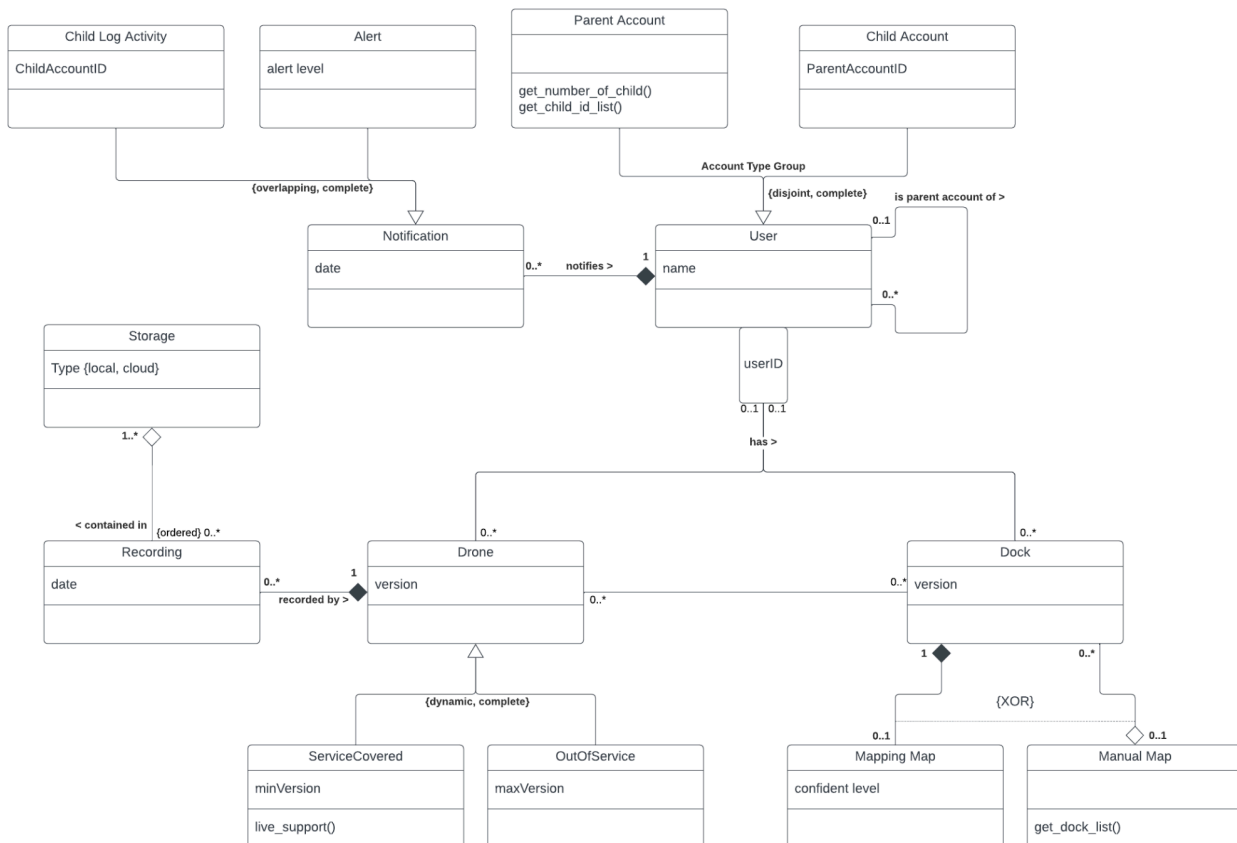 Child Log Activity
ChildAccountID
Alert
alert level
Parent Account
get_number_of_child()
get_child_id_list()
Child Account
ParentAccountID
{overlapping, complete}
Account Type Group
{disjoint, complete}
is parent account of >
0..1
0..*
Notification
date
0..*
notifies >
1
User
name
userID
0..1
0..1
has >
Storage
Type {local, cloud}
1..*
< contained in
{ordered} 0..*
0..*
0..*
Recording
date
0..*
recorded by >
1
Drone
version
0..*
0..*
Dock
version
{dynamic, complete}
1
0..*
{XOR}
0..1
0..1
ServiceCovered
minVersion
live_support()
OutOfService
maxVersion
Mapping Map
confident level
Manual Map
get_dock_list()